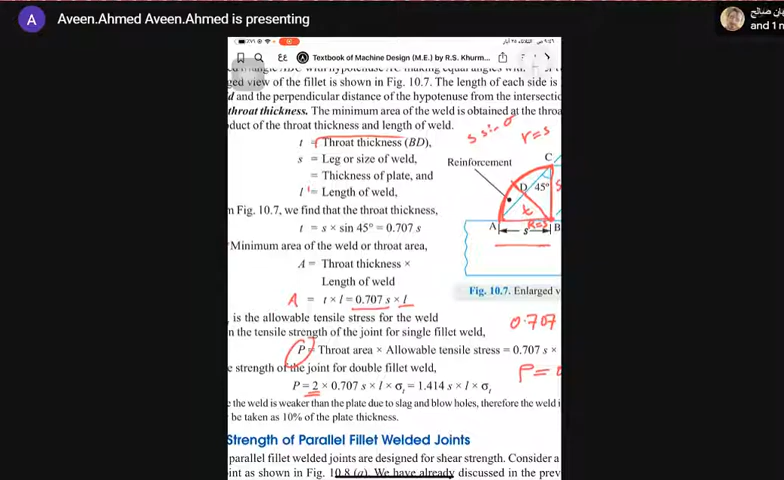 A Aveen.Ahmed Aveen.Ahmed is presenting
and 1
Textbook of Machine Design (M.E.) by R.S. Khurm...
ged view of the fillet is shown in Fig. 10.7. The length of each side is
d and the perpendicular distance of the hypotenuse from the intersectic
throat thickness. The minimum area of the weld is obtained at the throa
oduct of the throat thickness and length of weld.
t = Throat thickness (BD),
s = Leg or size of weld,
= Thickness of plate, and
l = Length of weld,
s sin σ
r=s
Reinforcement
C
D
45°
S
t
R=S
A
s
B
n Fig. 10.7, we find that the throat thickness,
t = s × sin 45° = 0.707 s
Minimum area of the weld or throat area,
A = Throat thickness ×
Length of weld
A = t × l = 0.707 s × l
Fig. 10.7. Enlarged v
, is the allowable tensile stress for the weld
n the tensile strength of the joint for single fillet weld,
0.707
P = Throat area × Allowable tensile stress = 0.707 s ×
e strength of the joint for double fillet weld,
P =
P = 2 × 0.707 s × l × σt = 1.414 s × l × σt
e the weld is weaker than the plate due to slag and blow holes, therefore the weld i
be taken as 10% of the plate thickness.
Strength of Parallel Fillet Welded Joints
parallel fillet welded joints are designed for shear strength. Consider a
int as shown in Fig. 10.8 (a). We have already discussed in the prev